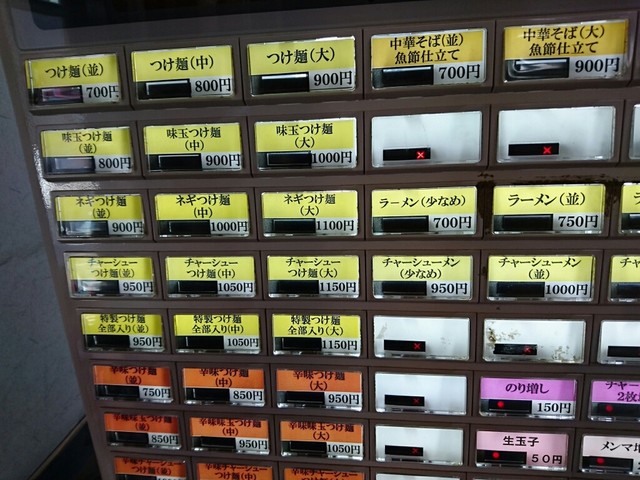 つけ麺(並)
700円
つけ麺(中)
800円
つけ麺(大)
900円
中華そば(並)
魚節仕立て
700円
中華そば(大)
魚節仕立て
900円
味玉つけ麺
(並)
800円
味玉つけ麺
(中)
900円
味玉つけ麺
(大)
1000円
ネギつけ麺
(並)
900円
ネギつけ麺
(中)
1000円
ネギつけ麺
(大)
1100円
ラーメン(少なめ)
700円
ラーメン(並)
750円
チャーシュー
つけ麺(並)
950円
チャーシュー
つけ麺(中)
1050円
チャーシュー
つけ麺(大)
1150円
チャーシューメン
(少なめ)
950円
チャーシューメン
(並)
1000円
特製つけ麺
全部入り(並)
950円
特製つけ麺
全部入り(中)
1050円
特製つけ麺
全部入り(大)
1150円
辛味つけ麺
(並)
750円
辛味つけ麺
(中)
850円
辛味つけ麺
(大)
950円
のり増し
150円
チャー
2枚
850円
辛味味玉つけ麺
(中)
950円
辛味味玉つけ麺
(大)
1050円
生玉子
50円
メンマ増
辛味チャーシュー